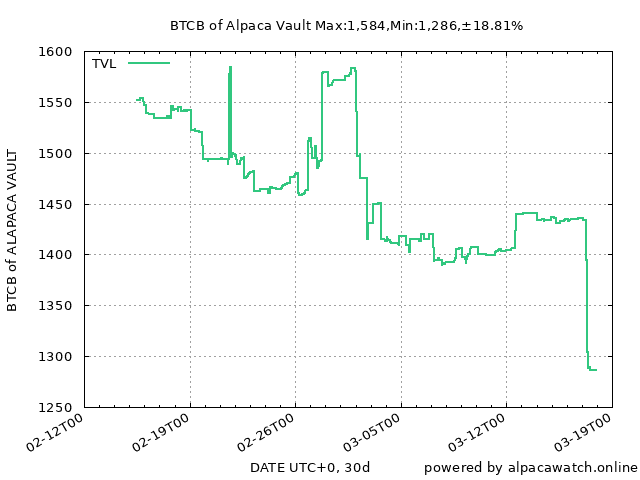 BTCB of Alpaca Vault Max:1,584,Min:1,286,±18.81%
TVL
1600
1550
1500
1450
1400
1350
1300
1250
BTCB of ALAPACA VAULT
02-12T00
02-19T00
02-26T00
03-05T00
03-12T00
03-19T00
DATE UTC+0, 30d
powered by alpacawatch.online